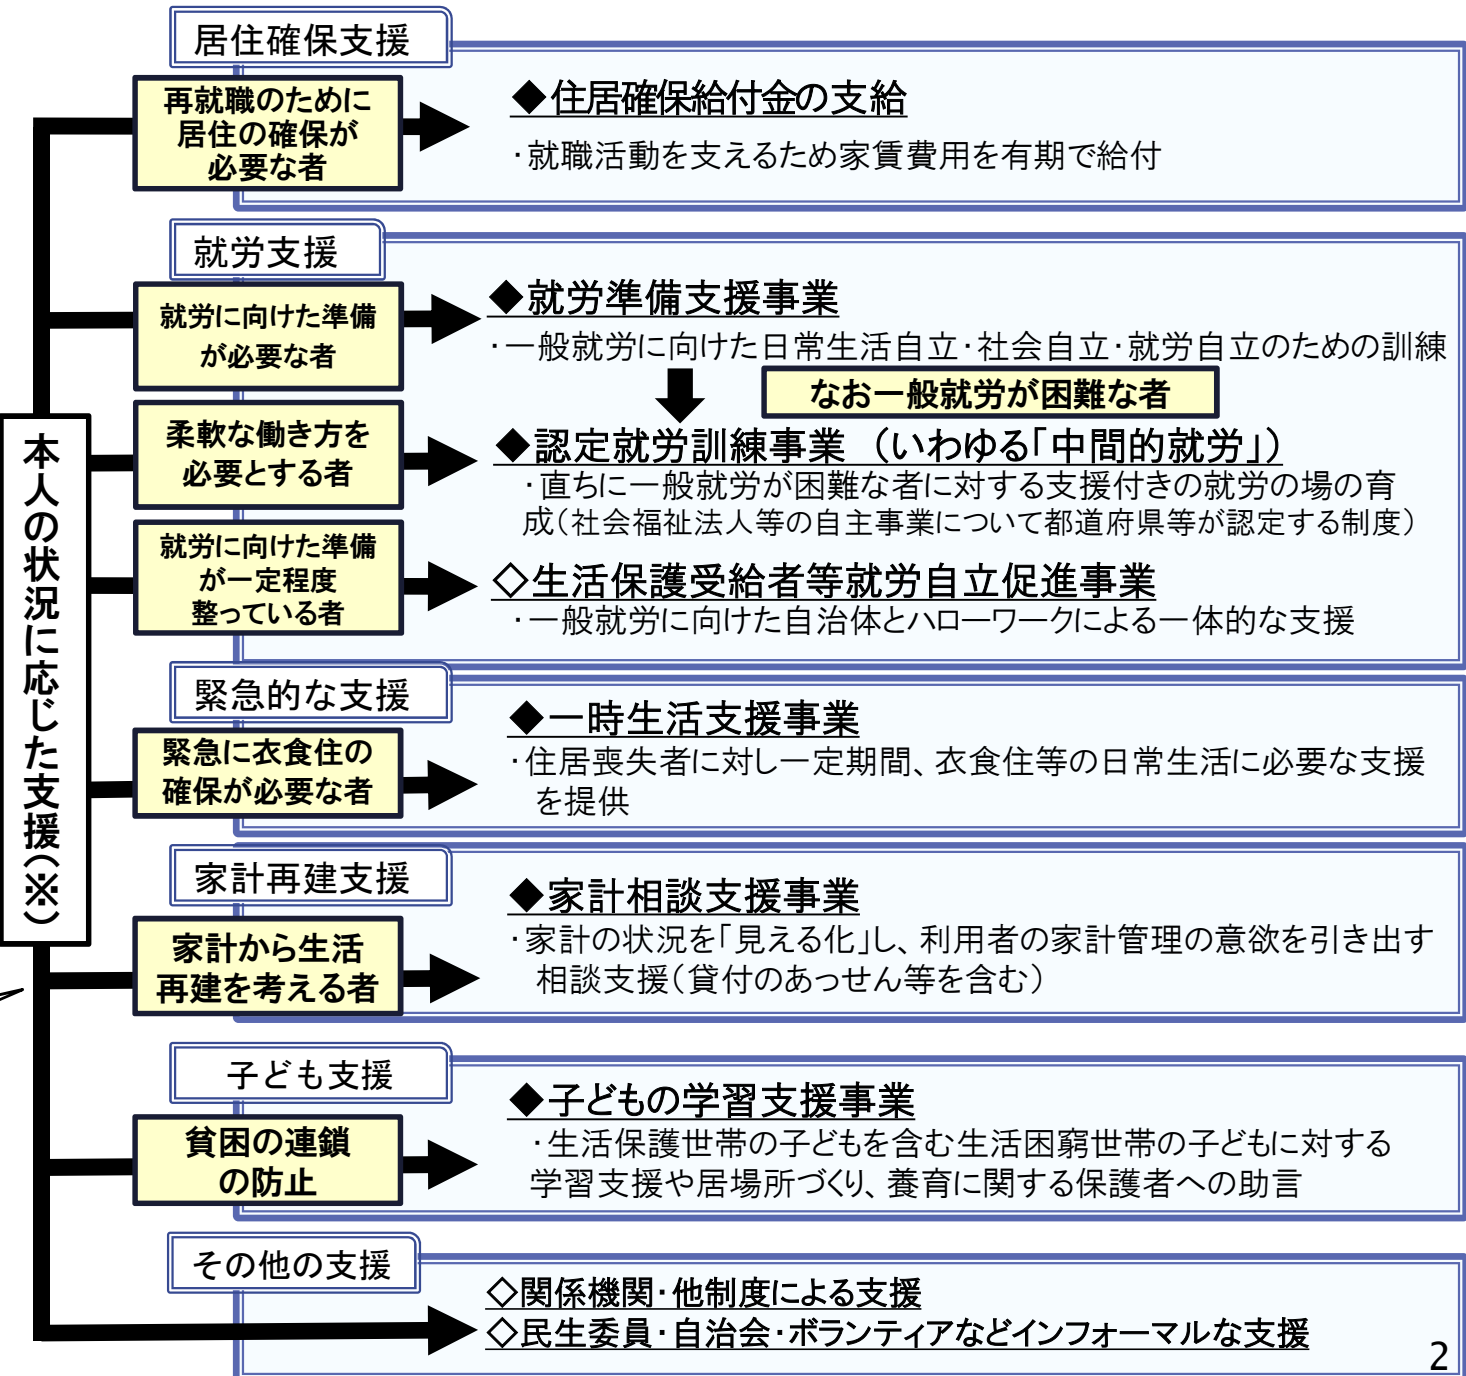 本人の状況に応じた支援(※)
居住確保支援
再就職のために
居住の確保が
必要な者
◆住居確保給付金の支給
・就職活動を支えるため家賃費用を有期で給付
就労支援
就労に向けた準備
が必要な者
◆就労準備支援事業
・一般就労に向けた日常生活自立・社会自立・就労自立のための訓練
なお一般就労が困難な者
柔軟な働き方を
必要とする者
◆認定就労訓練事業 (いわゆる「中間的就労」)
・直ちに一般就労が困難な者に対する支援付きの就労の場の育
成(社会福祉法人等の自主事業について都道府県等が認定する制度)
就労に向けた準備
が一定程度
整っている者
◇生活保護受給者等就労自立促進事業
・一般就労に向けた自治体とハローワークによる一体的な支援
緊急的な支援
緊急に衣食住の
確保が必要な者
◆一時生活支援事業
・住居喪失者に対し一定期間、衣食住等の日常生活に必要な支援
を提供
家計再建支援
家計から生活
再建を考える者
◆家計相談支援事業
・家計の状況を「見える化」し、利用者の家計管理の意欲を引き出す
相談支援(貸付のあっせん等を含む)
子ども支援
貧困の連鎖
の防止
◆子どもの学習支援事業
・生活保護世帯の子どもを含む生活困窮世帯の子どもに対する
学習支援や居場所づくり、養育に関する保護者への助言
その他の支援
◇関係機関・他制度による支援
◇民生委員・自治会・ボランティアなどインフォーマルな支援
2